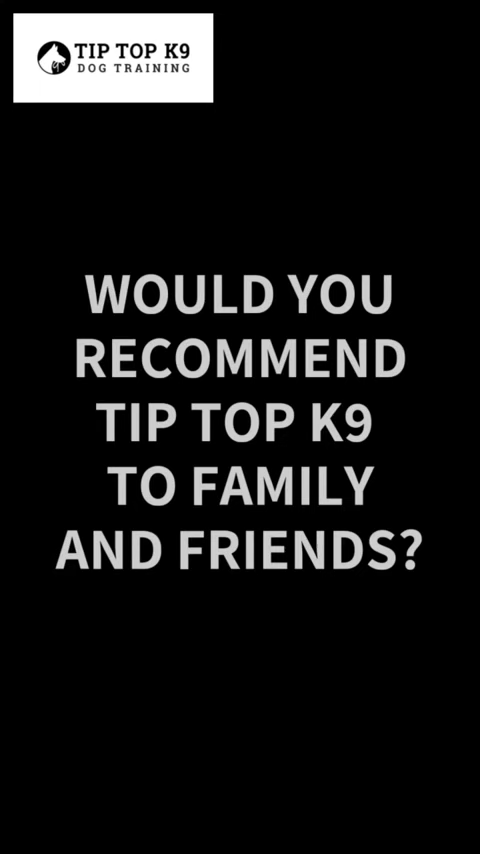 TIP TOP K9
DOG TRAINING
WOULD YOU
RECOMMEND
TIP TOP K9
TO FAMILY
AND FRIENDS?